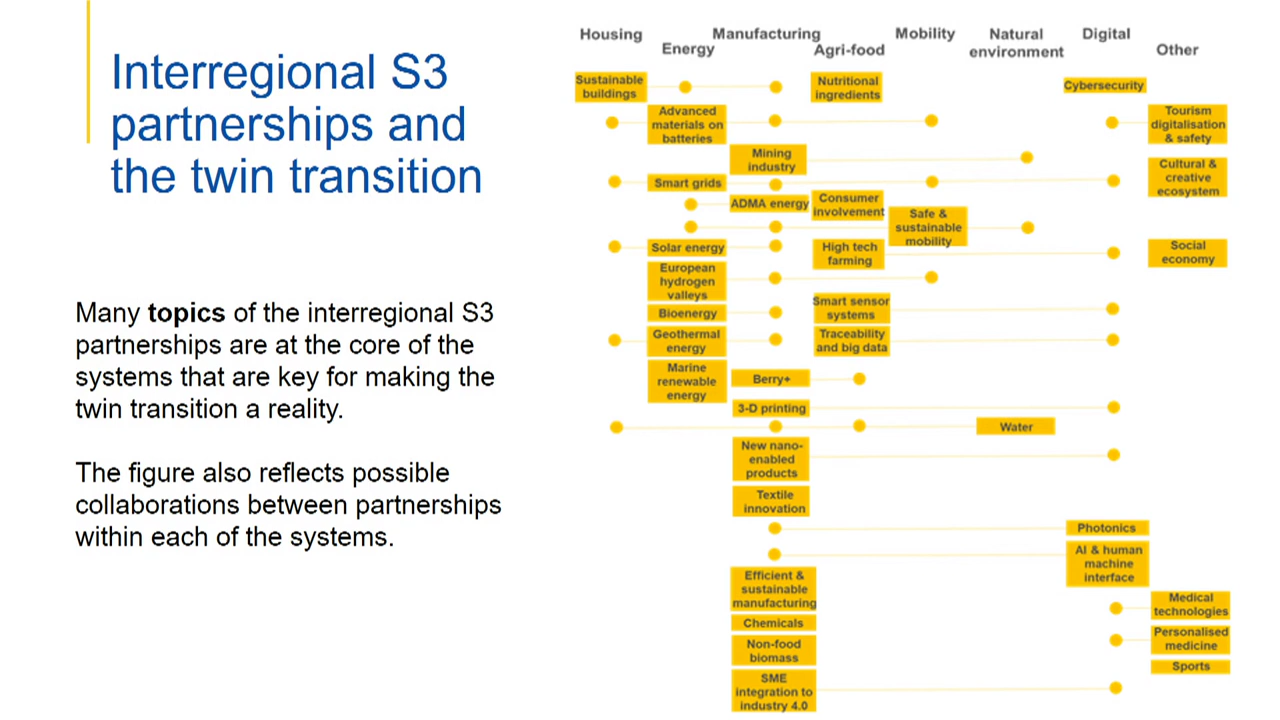 Interregional S3
partnerships and
the twin transition
Many topics of the interregional S3
partnerships are at the core of the
systems that are key for making the
twin transition a reality.
The figure also reflects possible
collaborations between partnerships
within each of the systems.
Housing
Energy
Manufacturing
Agri-food
Mobility
Natural
environment
Digital
Other
Sustainable
buildings
Nutritional
ingredients
Cybersecurity
Advanced
materials on
batteries
Tourism
digitalisation
& safety
Mining
industry
Cultural &
creative
ecosystem
Smart grids
ADMA energy
Consumer
involvement
Safe &
sustainable
mobility
Solar energy
High tech
farming
Social
economy
European
hydrogen
valleys
Bioenergy
Smart sensor
systems
Geothermal
energy
Traceability
and big data
Marine
renewable
energy
Berry+
3-D printing
Water
New nano-
enabled
products
Textile
innovation
Photonics
AI & human
machine
interface
Efficient &
sustainable
manufacturing
Medical
technologies
Chemicals
Personalised
medicine
Non-food
biomass
Sports
SME
integration to
industry 4.0